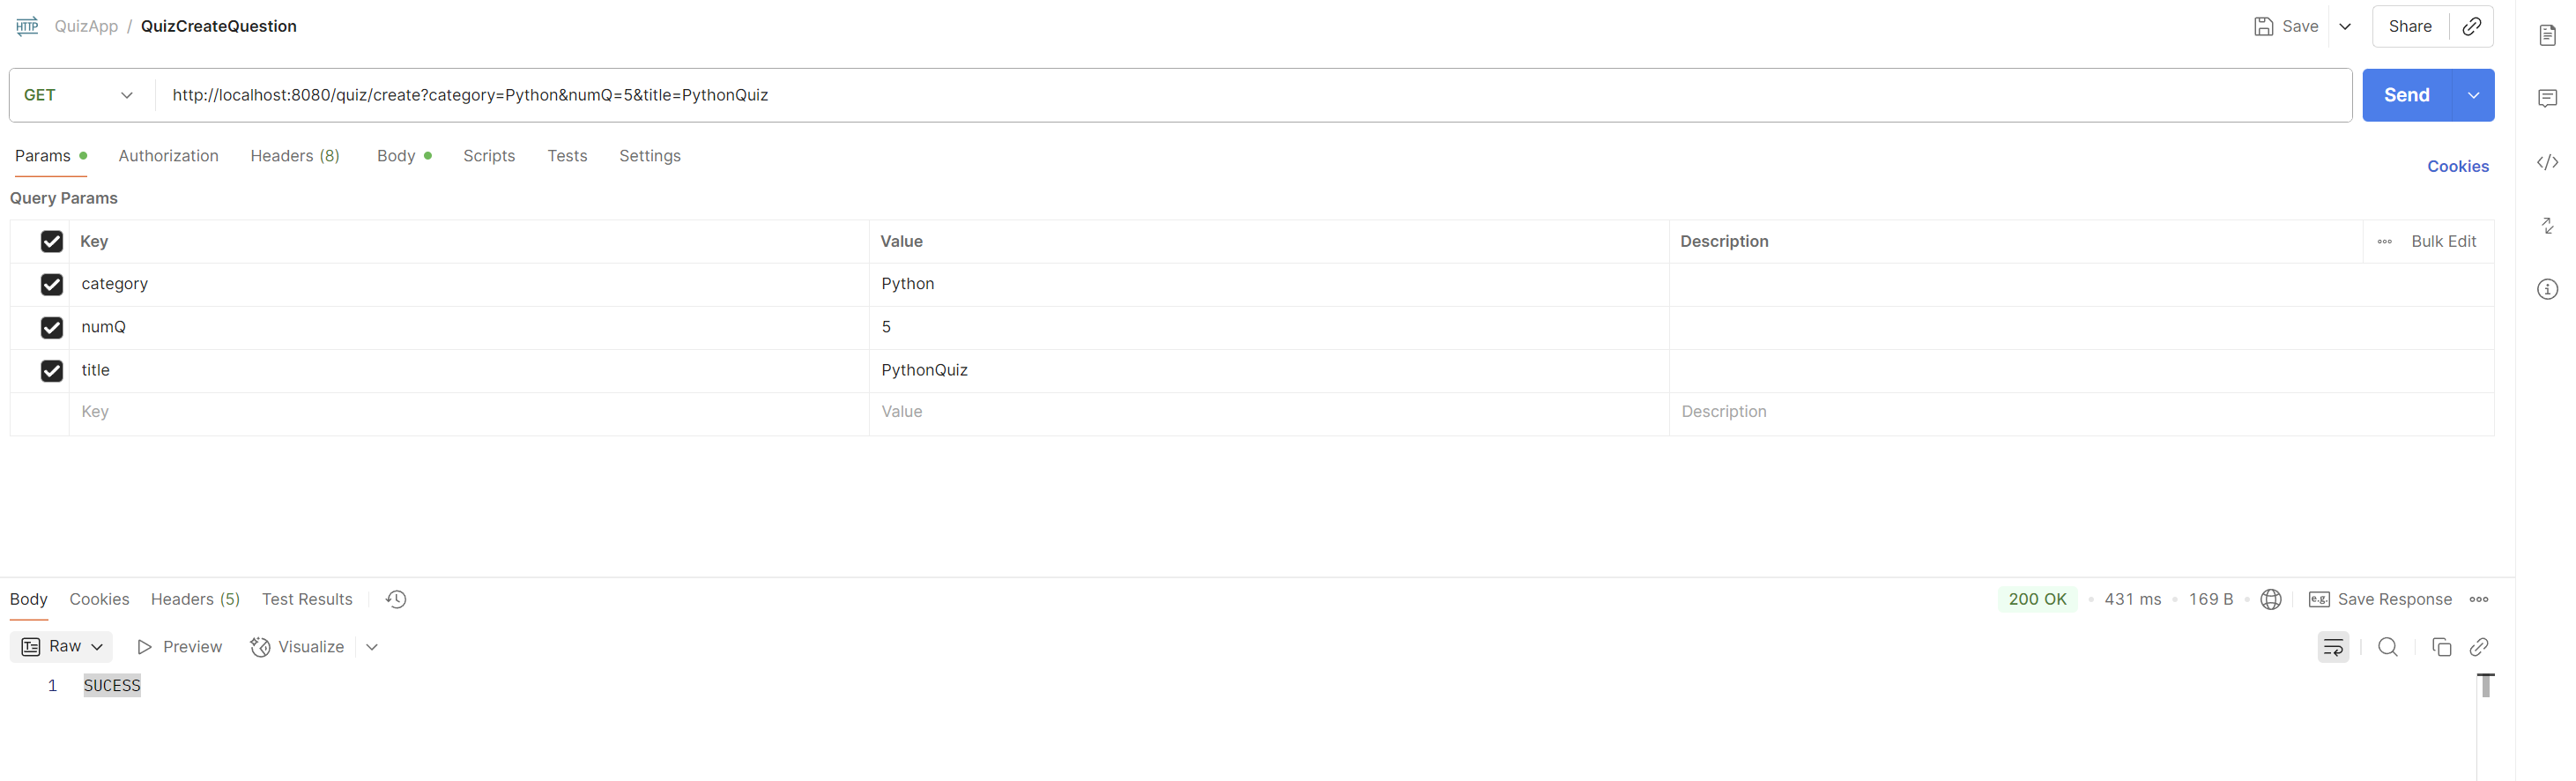 HTTP QuizApp / QuizCreateQuestion Save Share
GET http://localhost:8080/quiz/create?category=Python&numQ=5&title=PythonQuiz Send
Params Authorization Headers (8) Body Scripts Tests Settings Cookies
Query Params
Key Value Description Bulk Edit
category Python
numQ 5
title PythonQuiz
Key Value Description
Body Cookies Headers (5) Test Results 200 OK 431 ms 169 B e.g. Save Response
Raw Preview Visualize
1 SUCESS